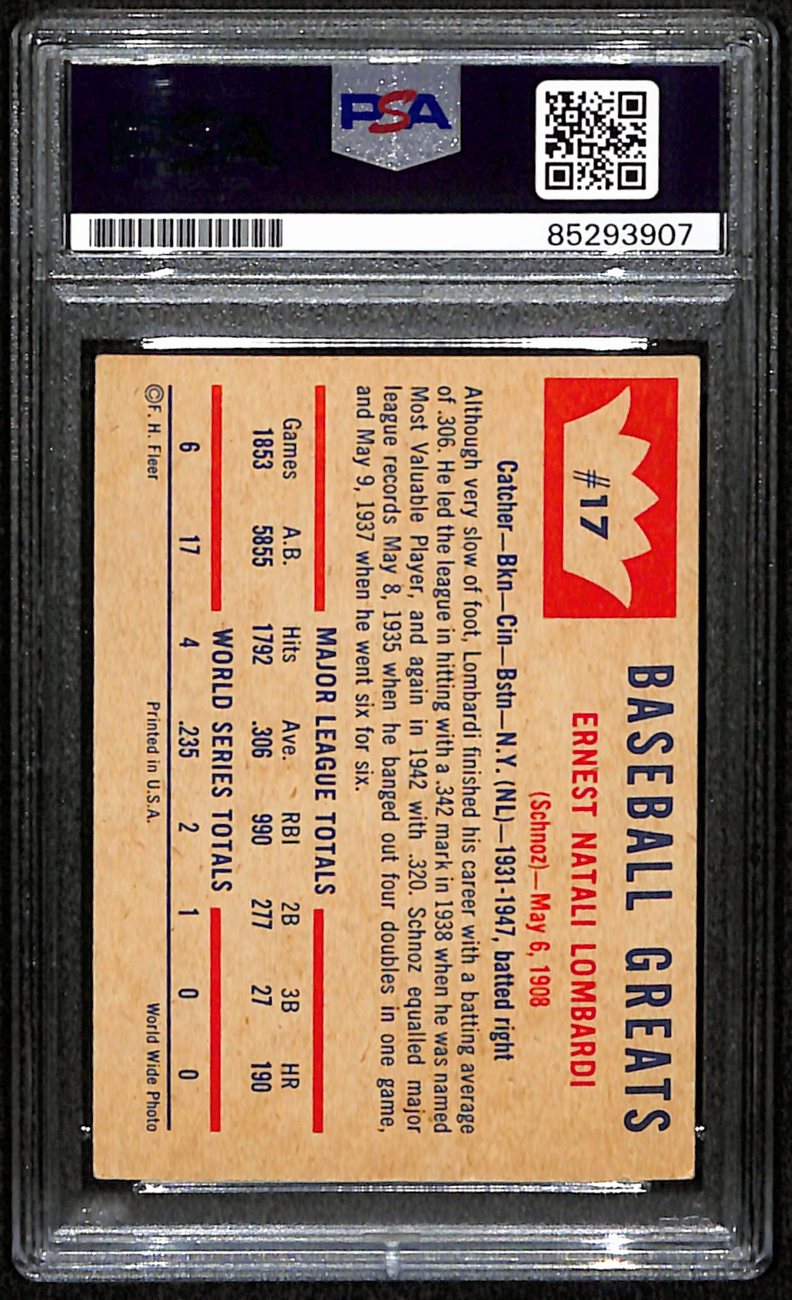 PSA
85293907
#17
BASEBALL GREATS
ERNEST NATALI LOMBARDI
(Schnoz)—May 6, 1908
Catcher—Bkn—Cin—Bstn—N.Y. (NL)—1931-1947, batted right
Although very slow of foot, Lombardi finished his career with a batting average
of .306. He led the league in hitting with a .342 mark in 1938 when he was named
Most Valuable Player, and again in 1942 with .320. Schnoz equalled major
league records May 8, 1935 when he banged out four doubles in one game,
and May 9, 1937 when he went six for six.
MAJOR LEAGUE TOTALS
Games A.B. Hits Ave. RBI 2B 3B HR
1853 5855 1792 .306 990 277 27 190
WORLD SERIES TOTALS
6 17 4 .235 2 1 0 0
©F. H. Fleer Printed in U.S.A. World Wide Photo